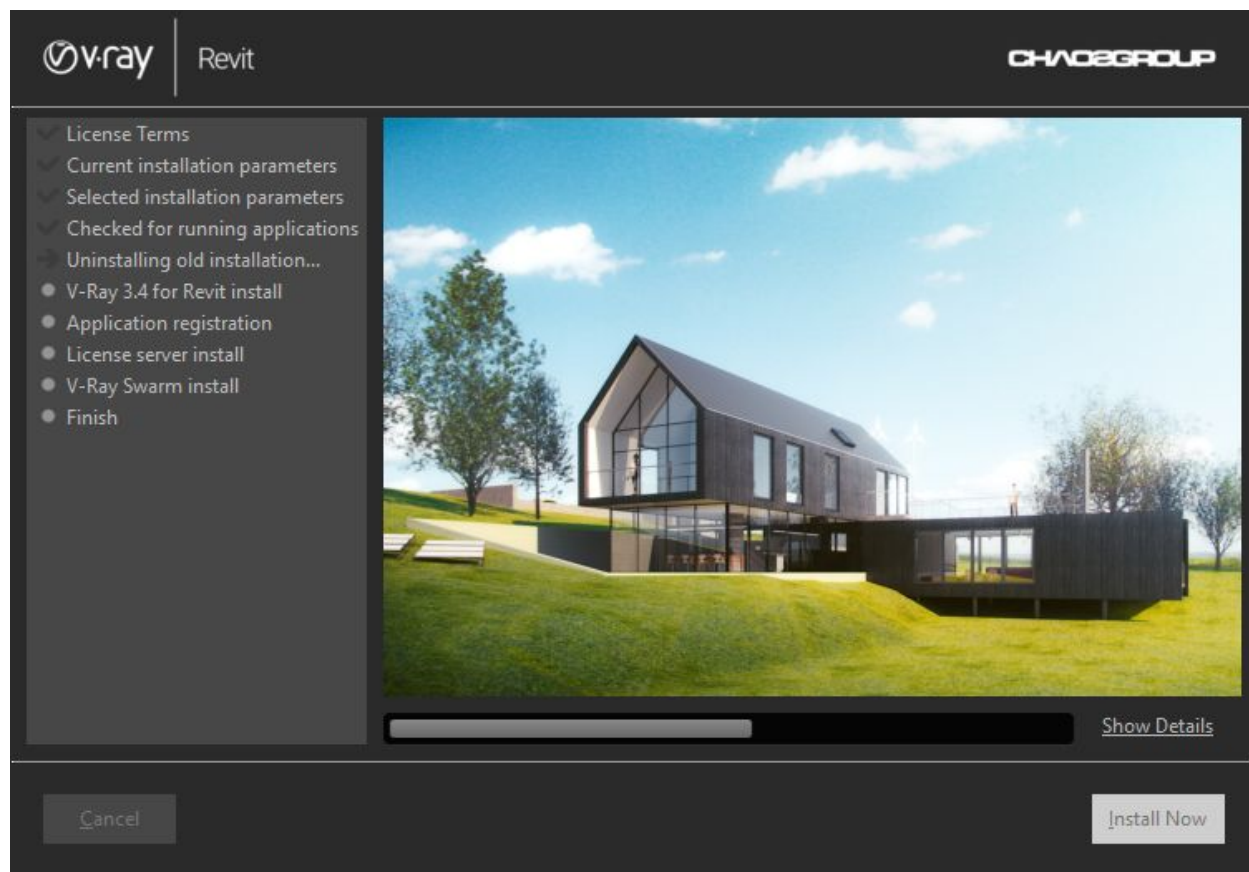 v·ray
Revit
CHAOSGROUP
License Terms
Current installation parameters
Selected installation parameters
Checked for running applications
Uninstalling old installation...
V-Ray 3.4 for Revit install
Application registration
License server install
V-Ray Swarm install
Finish
Show Details
Cancel
Install Now